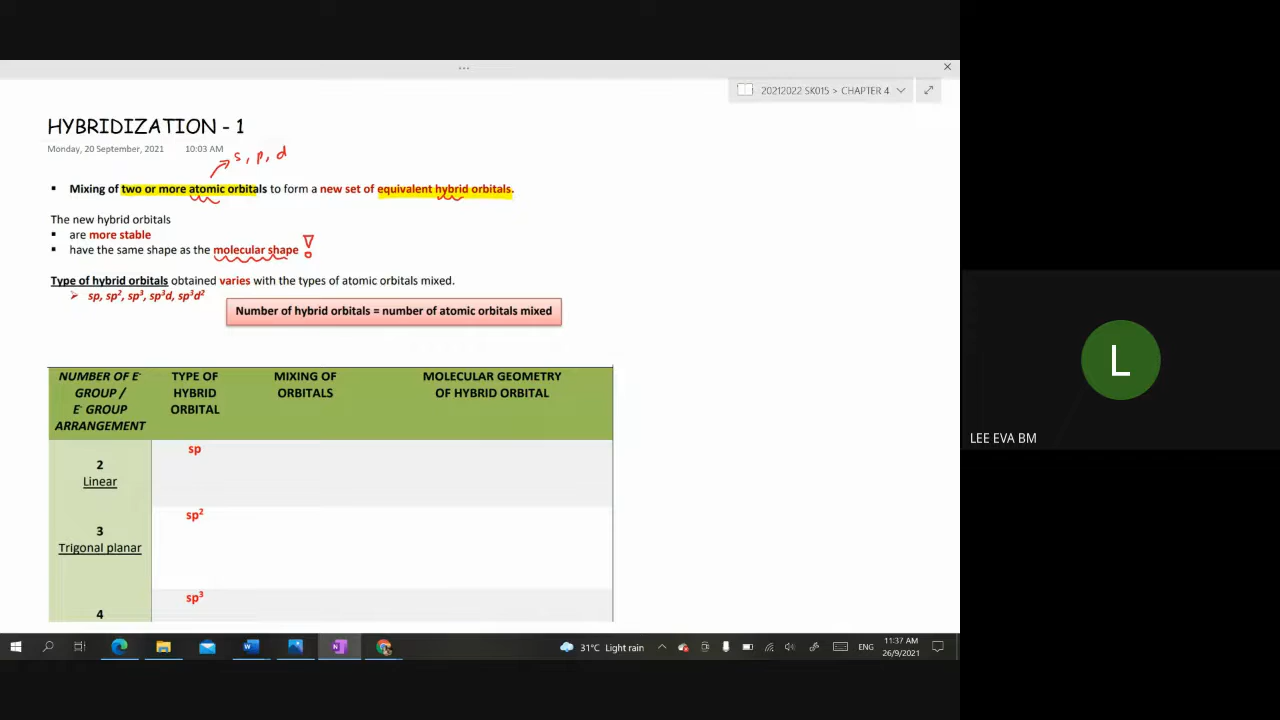 ...
20212022 SK015 > CHAPTER 4
HYBRIDIZATION - 1
Monday, 20 September, 2021 10:03 AM
s, p, d
▪ Mixing of two or more atomic orbitals to form a new set of equivalent hybrid orbitals.
The new hybrid orbitals
▪ are more stable
▪ have the same shape as the molecular shape !
Type of hybrid orbitals obtained varies with the types of atomic orbitals mixed.
➢ sp, sp², sp³, sp³d, sp³d²
Number of hybrid orbitals = number of atomic orbitals mixed
NUMBER OF E⁻ GROUP / E⁻ GROUP ARRANGEMENT
TYPE OF HYBRID ORBITAL
MIXING OF ORBITALS
MOLECULAR GEOMETRY OF HYBRID ORBITAL
2
Linear
sp
3
Trigonal planar
sp²
4
sp³
L
LEE EVA BM
31°C Light rain
ENG
11:37 AM
26/9/2021